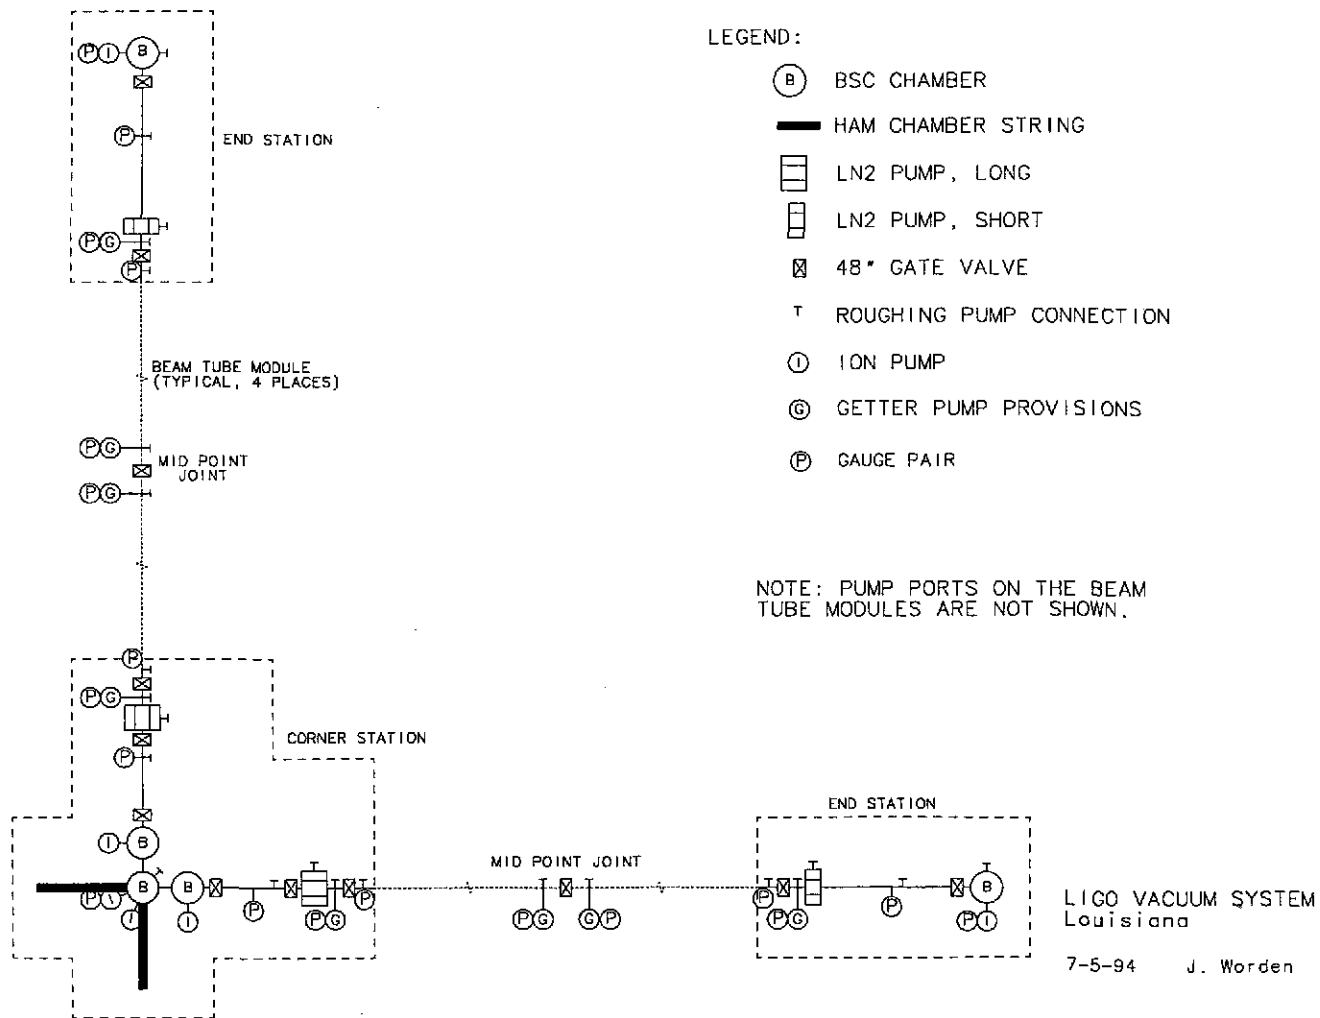 LEGEND:
B BSC CHAMBER
HAM CHAMBER STRING
LN2 PUMP, LONG
LN2 PUMP, SHORT
48" GATE VALVE
ROUGHING PUMP CONNECTION
I ION PUMP
G GETTER PUMP PROVISIONS
P GAUGE PAIR
NOTE: PUMP PORTS ON THE BEAM
TUBE MODULES ARE NOT SHOWN.
P I B
P
END STATION
P G
P
BEAM TUBE MODULE
(TYPICAL, 4 PLACES)
P G
MID POINT
JOINT
P G
P
P G
CORNER STATION
P
I B
B B
P I
I I
P
P G
P
MID POINT JOINT
P G
G P
END STATION
P
P G
P
B
P I
LIGO VACUUM SYSTEM
Louisiana
7-5-94 J. Worden